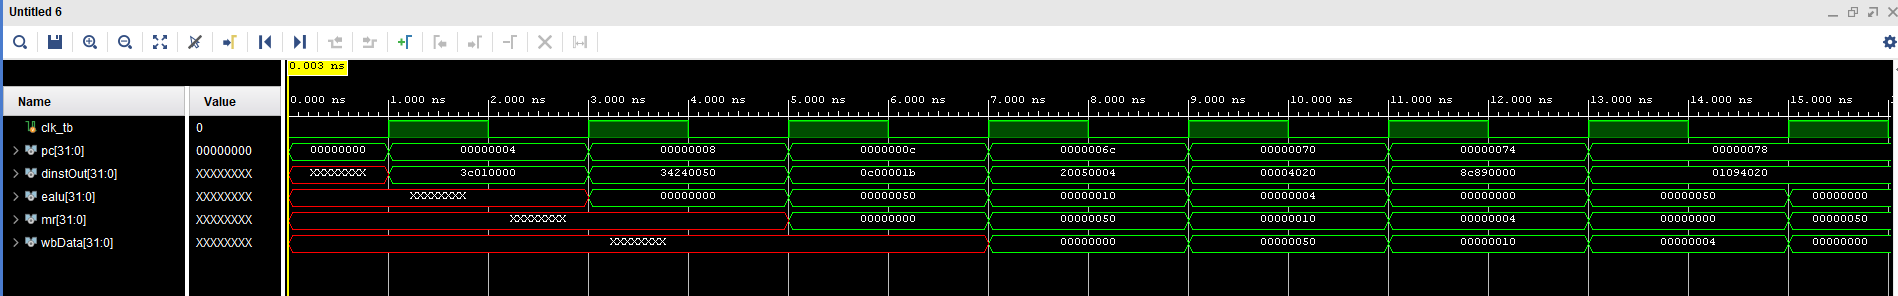 Untitled 6
0.003 ns
Name Value
0.000 ns 1.000 ns 2.000 ns 3.000 ns 4.000 ns 5.000 ns 6.000 ns 7.000 ns 8.000 ns 9.000 ns 10.000 ns 11.000 ns 12.000 ns 13.000 ns 14.000 ns 15.000 ns
clk_tb 0
pc[31:0] 00000000 00000000 00000004 00000008 0000000c 0000006c 00000070 00000074 00000078
dinstOut[31:0] XXXXXXXX XXXXXXXX 3c010000 34240050 0c00001b 20050004 00004020 8c890000 01094020
ealu[31:0] XXXXXXXX XXXXXXXX 00000000 00000050 00000010 00000004 00000000 00000050 00000000
mr[31:0] XXXXXXXX XXXXXXXX 00000000 00000050 00000010 00000004 00000000 00000050
wbData[31:0] XXXXXXXX XXXXXXXX 00000000 00000050 00000010 00000004 00000000